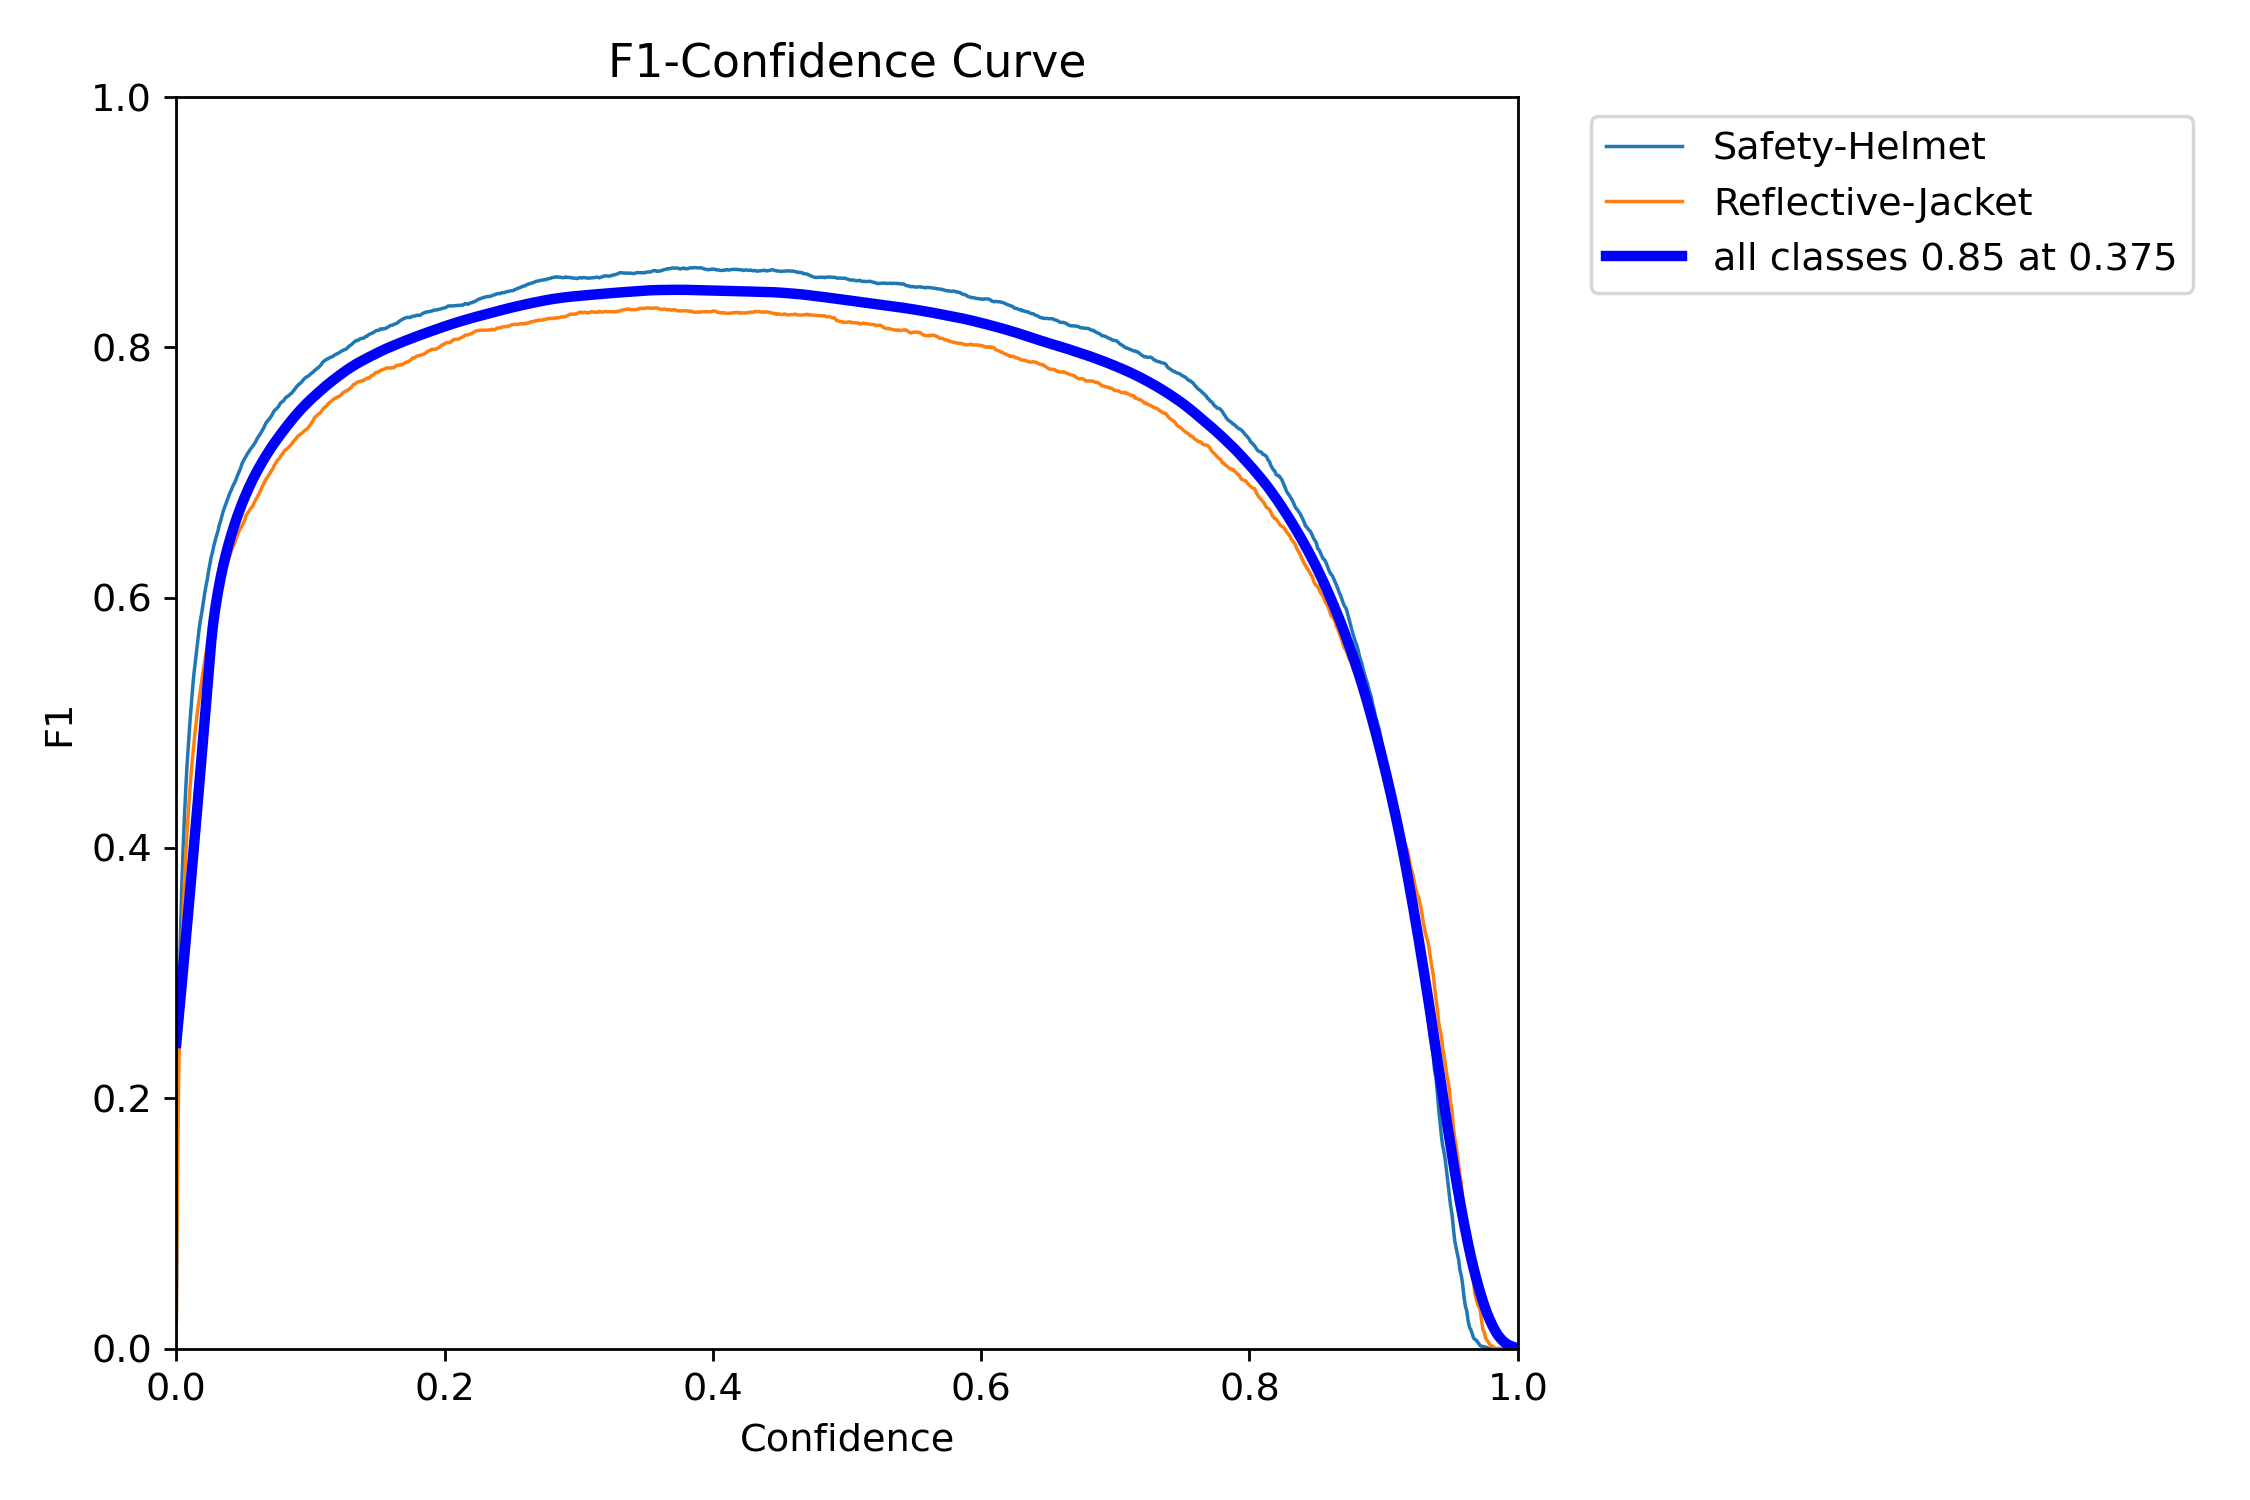 F1-Confidence Curve
1.0
0.8
0.6
0.4
0.2
0.0
F1
0.0 0.2 0.4 0.6 0.8 1.0
Confidence
Safety-Helmet
Reflective-Jacket
all classes 0.85 at 0.375